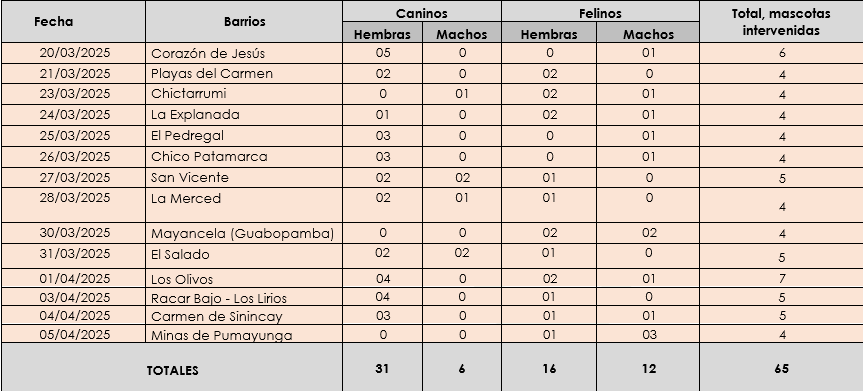 Fecha Barrios Caninos Felinos Total, mascotas intervenidas
Hembras Machos Hembras Machos
20/03/2025 Corazón de Jesús 05 0 0 01 6
21/03/2025 Playas del Carmen 02 0 02 0 4
23/03/2025 Chictarrumi 0 01 02 01 4
24/03/2025 La Explanada 01 0 02 01 4
25/03/2025 El Pedregal 03 0 0 01 4
26/03/2025 Chico Patamarca 03 0 0 01 4
27/03/2025 San Vicente 02 02 01 0 5
28/03/2025 La Merced 02 01 01 0 4
30/03/2025 Mayancela (Guabopamba) 0 0 02 02 4
31/03/2025 El Salado 02 02 01 0 5
01/04/2025 Los Olivos 04 0 02 01 7
03/04/2025 Racar Bajo - Los Lirios 04 0 01 0 5
04/04/2025 Carmen de Sinincay 03 0 01 01 5
05/04/2025 Minas de Pumayunga 0 0 01 03 4
TOTALES 31 6 16 12 65